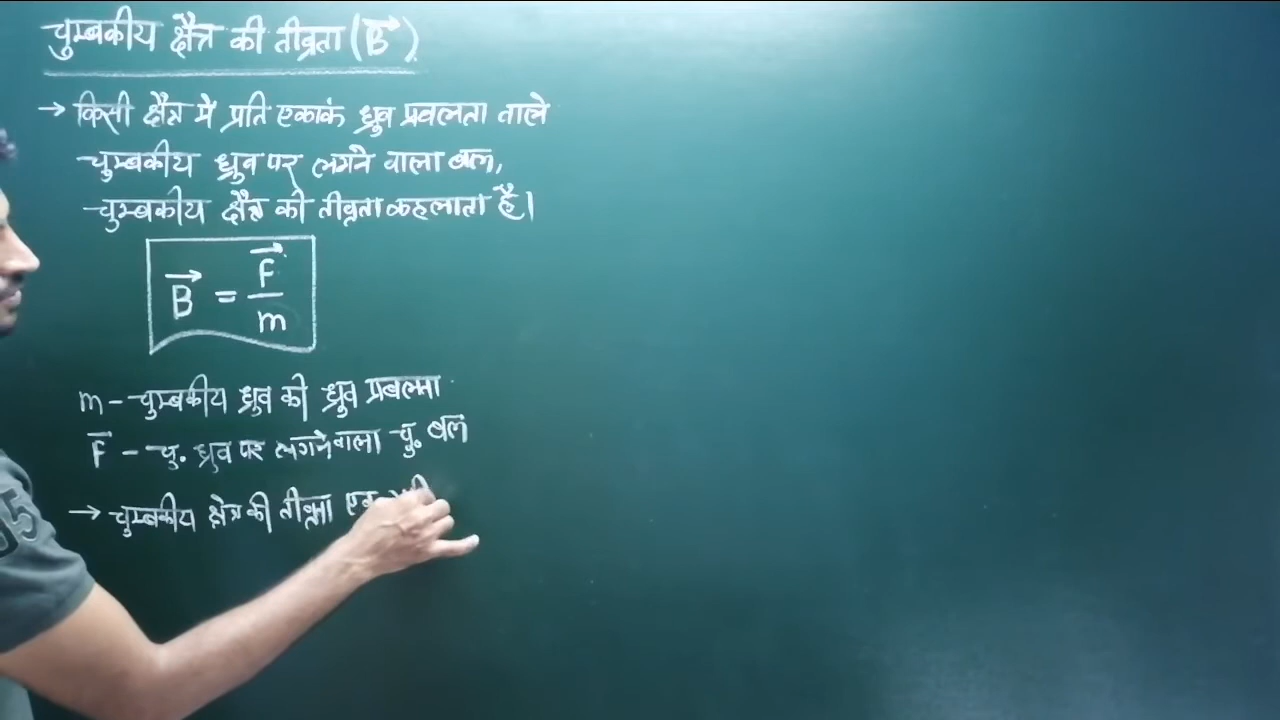 चुम्बकीय क्षेत्र की तीव्रता (B⃗)
→ किसी क्षेत्र में प्रति एकांक ध्रुव प्रबलता वाले
चुम्बकीय ध्रुव पर लगने वाला बल,
चुम्बकीय क्षेत्र की तीव्रता कहलाता है।
B⃗ = F⃗/m
m – चुम्बकीय ध्रुव की ध्रुव प्रबलता
F⃗ – चु. ध्रुव पर लगने वाला चु. बल
→ चुम्बकीय क्षेत्र की तीव्रता एक
05